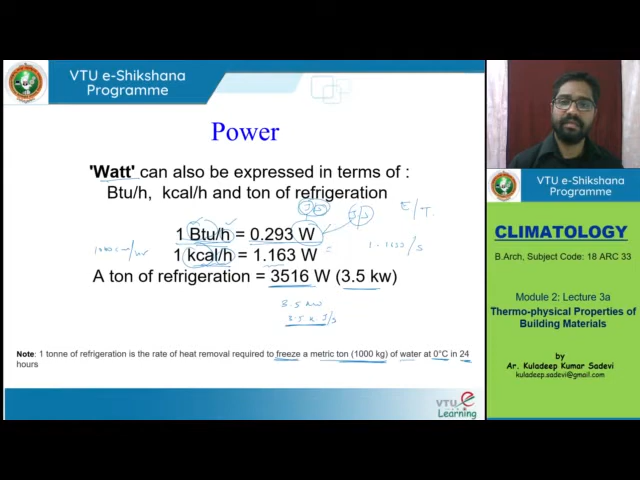 VTU e-Shikshana
Programme
Power
'Watt' can also be expressed in terms of :
Btu/h, kcal/h and ton of refrigeration
J/S
J/S
E/T.
1 Btu/h = 0.293 W
1 kcal/h = 1.163 W =
A ton of refrigeration = 3516 W (3.5 kw)
3.5 kw
3.5 k J/s
Note: 1 tonne of refrigeration is the rate of heat removal required to freeze a metric ton (1000 kg) of water at 0°C in 24
hours
VTU e
Learning
VTU e-Shikshana
Programme
CLIMATOLOGY
B.Arch, Subject Code: 18 ARC 33
Module 2: Lecture 3a
Thermo-physical Properties of
Building Materials
by
Ar. Kuladeep Kumar Sadevi
kuladeep.sadevi@gmail.com